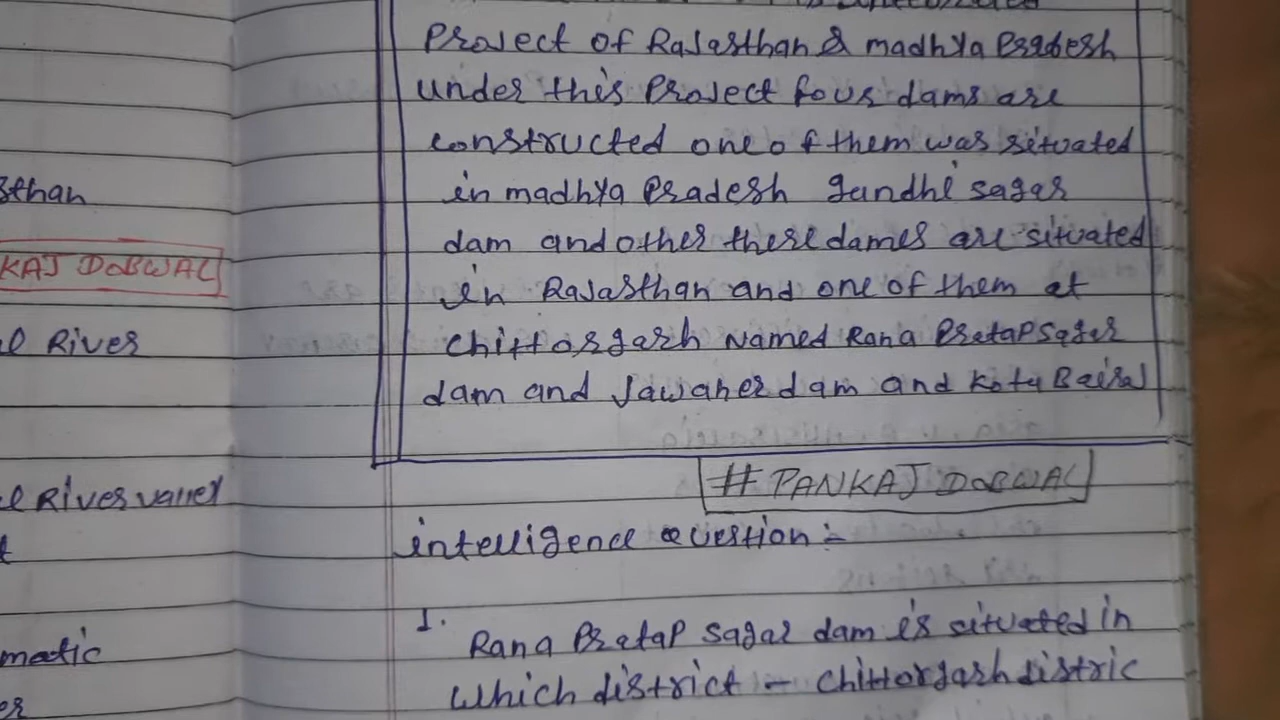 sthan
KAJ DOBWAL
l River
l River valley
t
matic
Project of Rajasthan & madhya Pradesh
under this Project four dams are
constructed one of them was situated
in madhya Pradesh gandhi sagar
dam and other there dames are situated
in Rajasthan and one of them at
chittorgarh Named Rana Pratap sagar
dam and Jawaher dam and Kota Bairaj
# PANKAJ DOBWAL
intelligence question :-
1.
Rana Pratap sagar dam is situated in
which district - chittorgarh distric